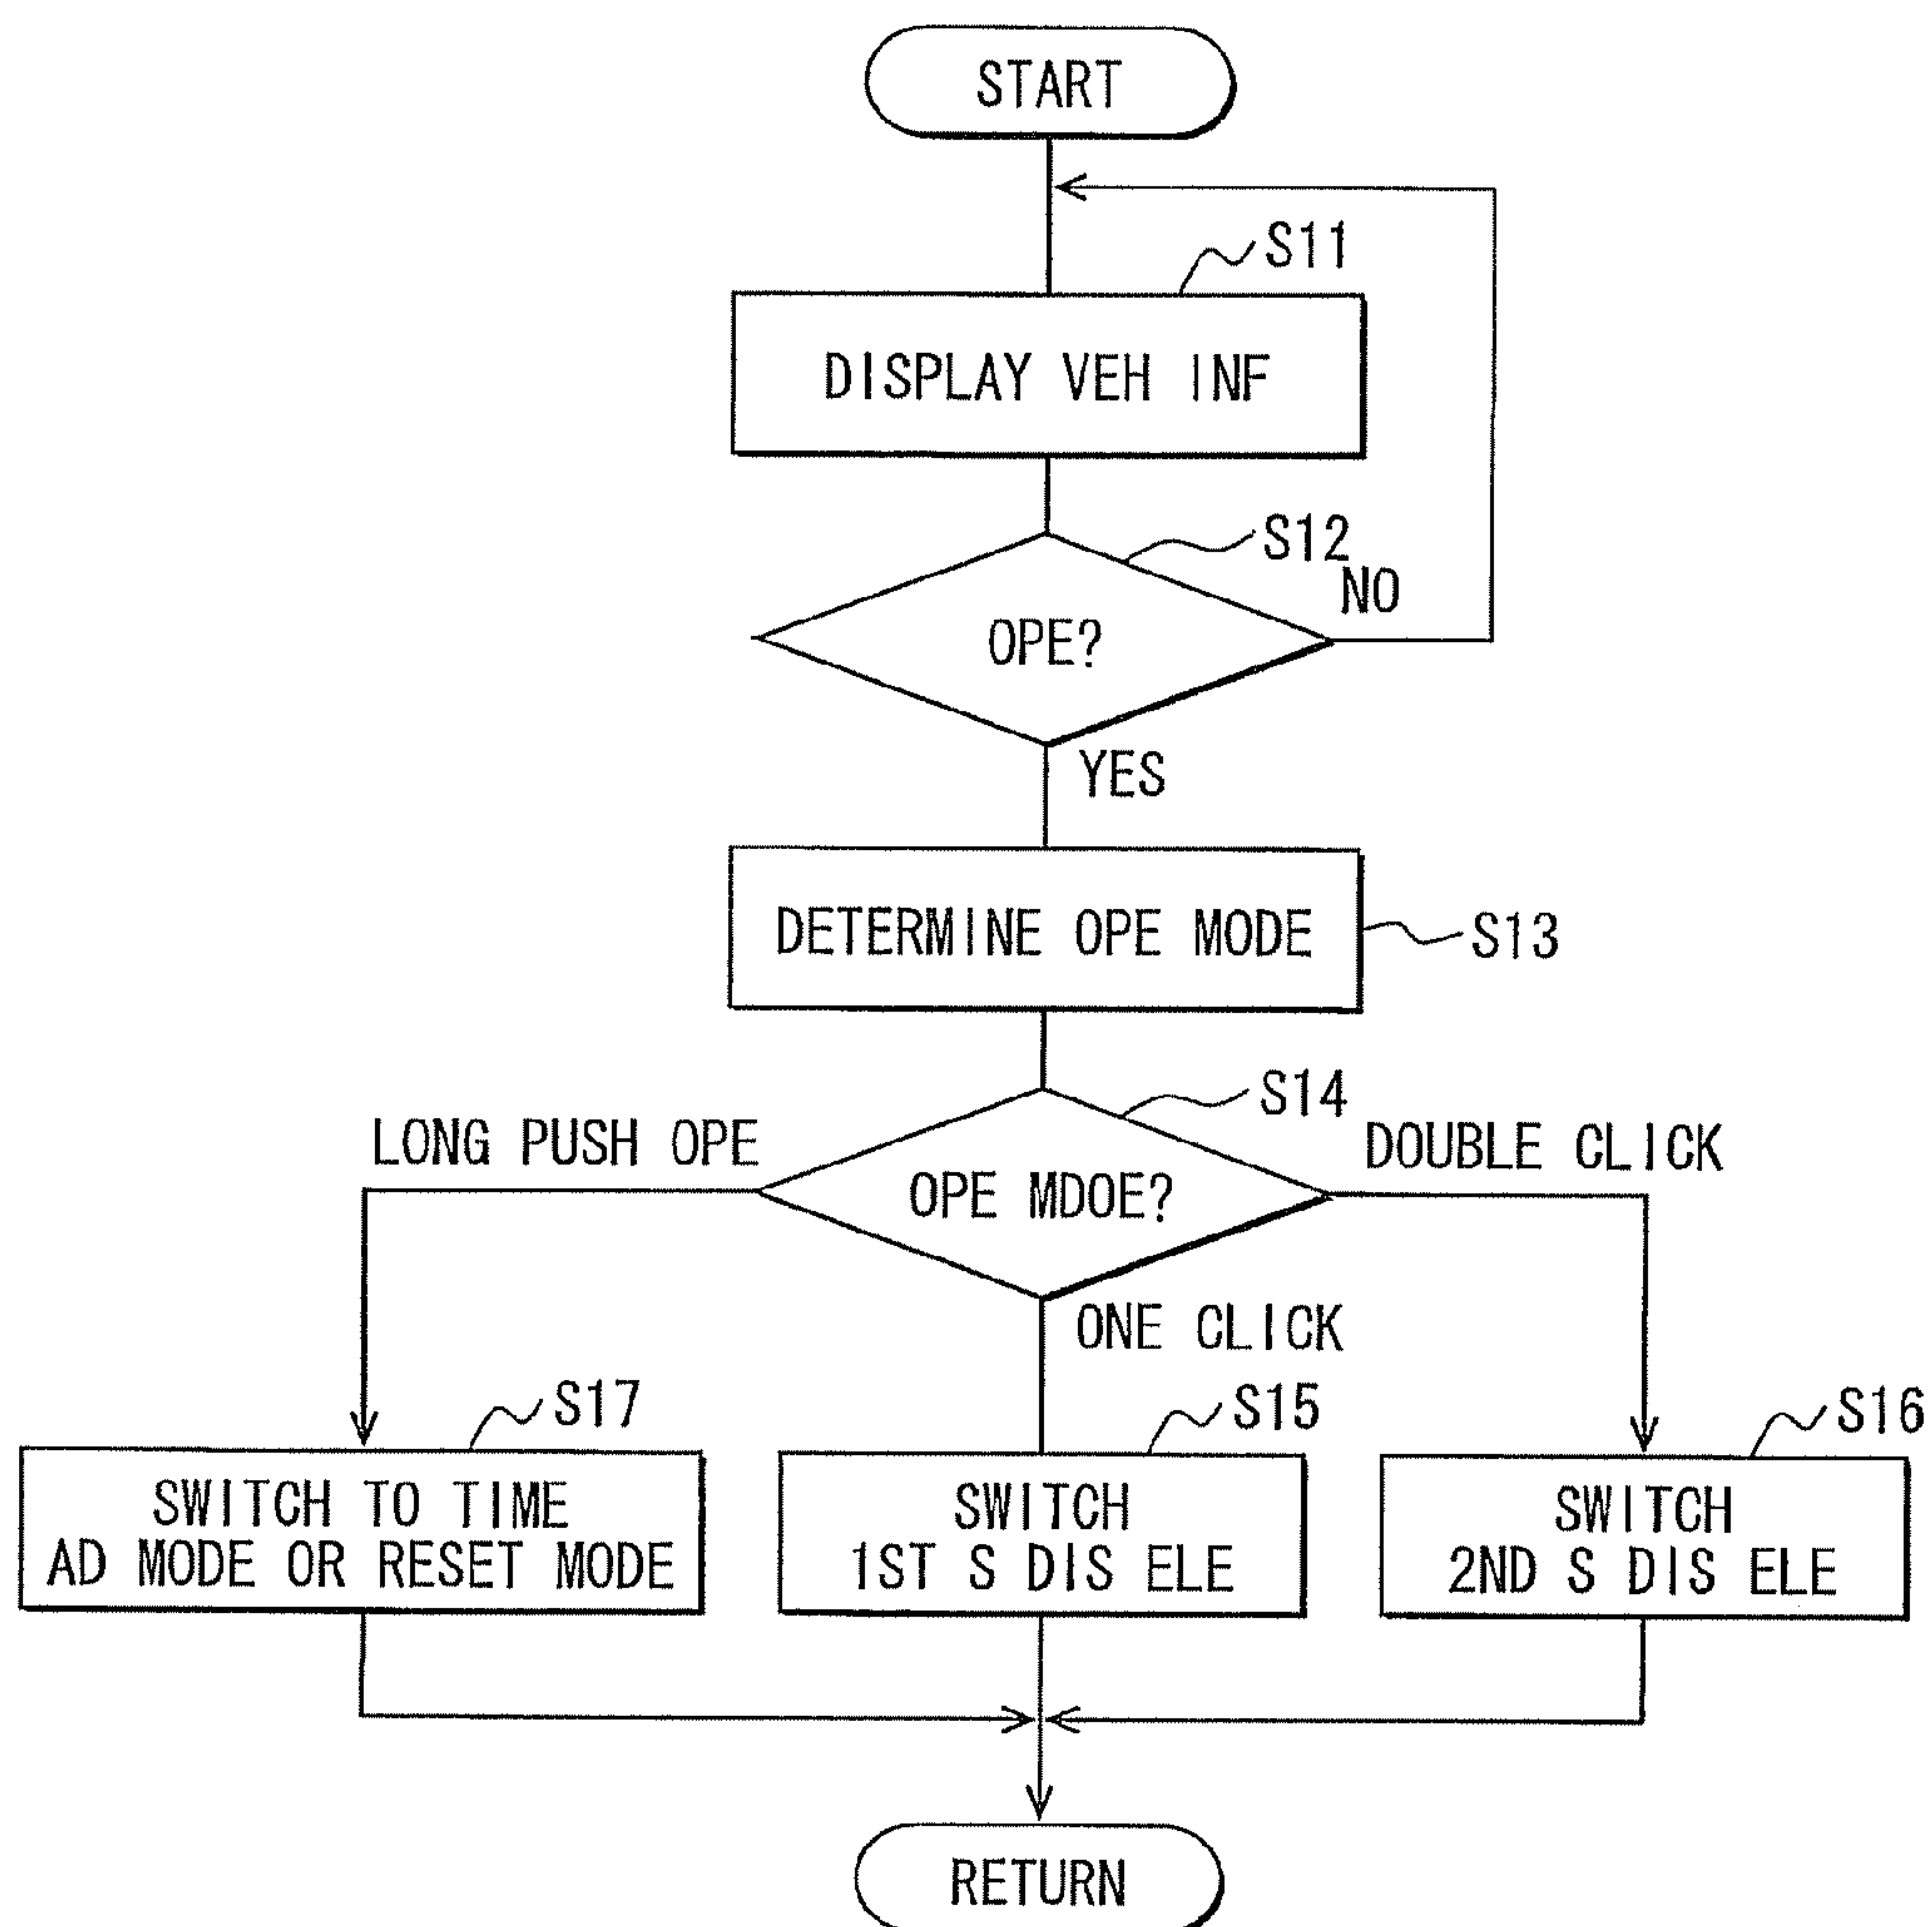 START
S11
DISPLAY VEH INF
S12
NO
OPE?
YES
DETERMINE OPE MODE
S13
S14
LONG PUSH OPE
DOUBLE CLICK
OPE MDOE?
ONE CLICK
S17
S15
S16
SWITCH TO TIME
AD MODE OR RESET MODE
SWITCH
1ST S DIS ELE
SWITCH
2ND S DIS ELE
RETURN